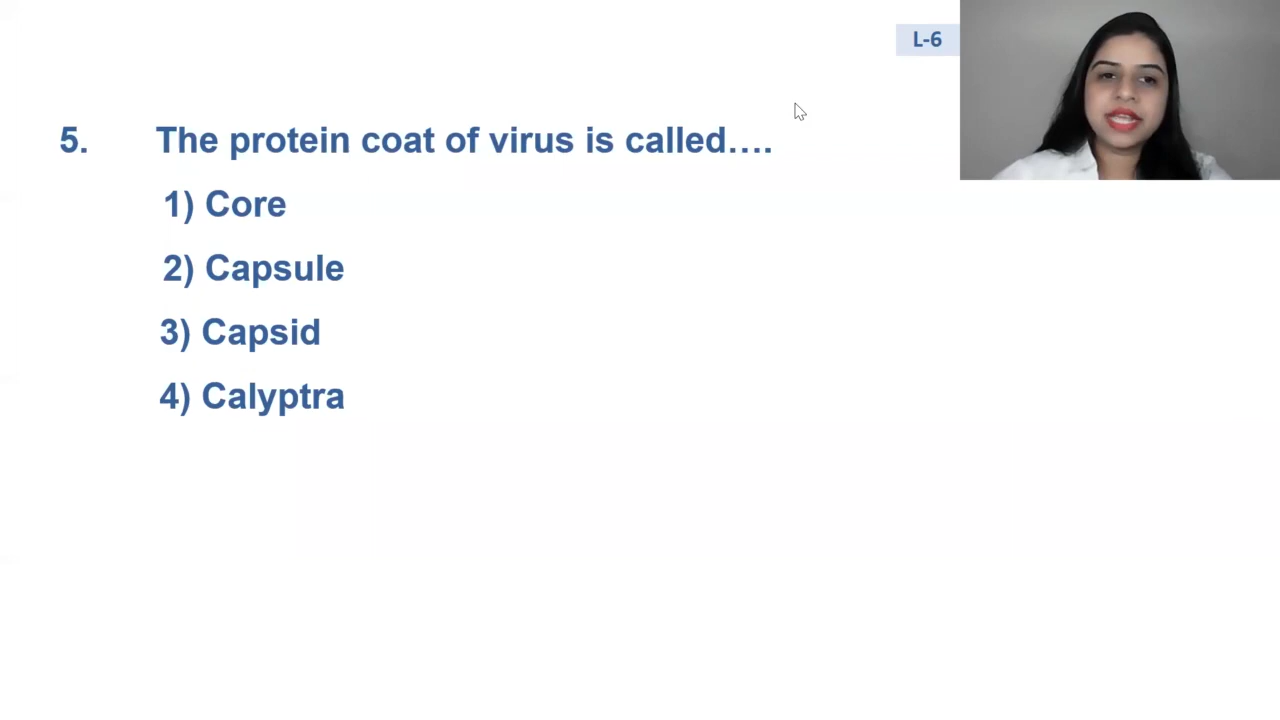 L-6
5. The protein coat of virus is called….
1) Core
2) Capsule
3) Capsid
4) Calyptra